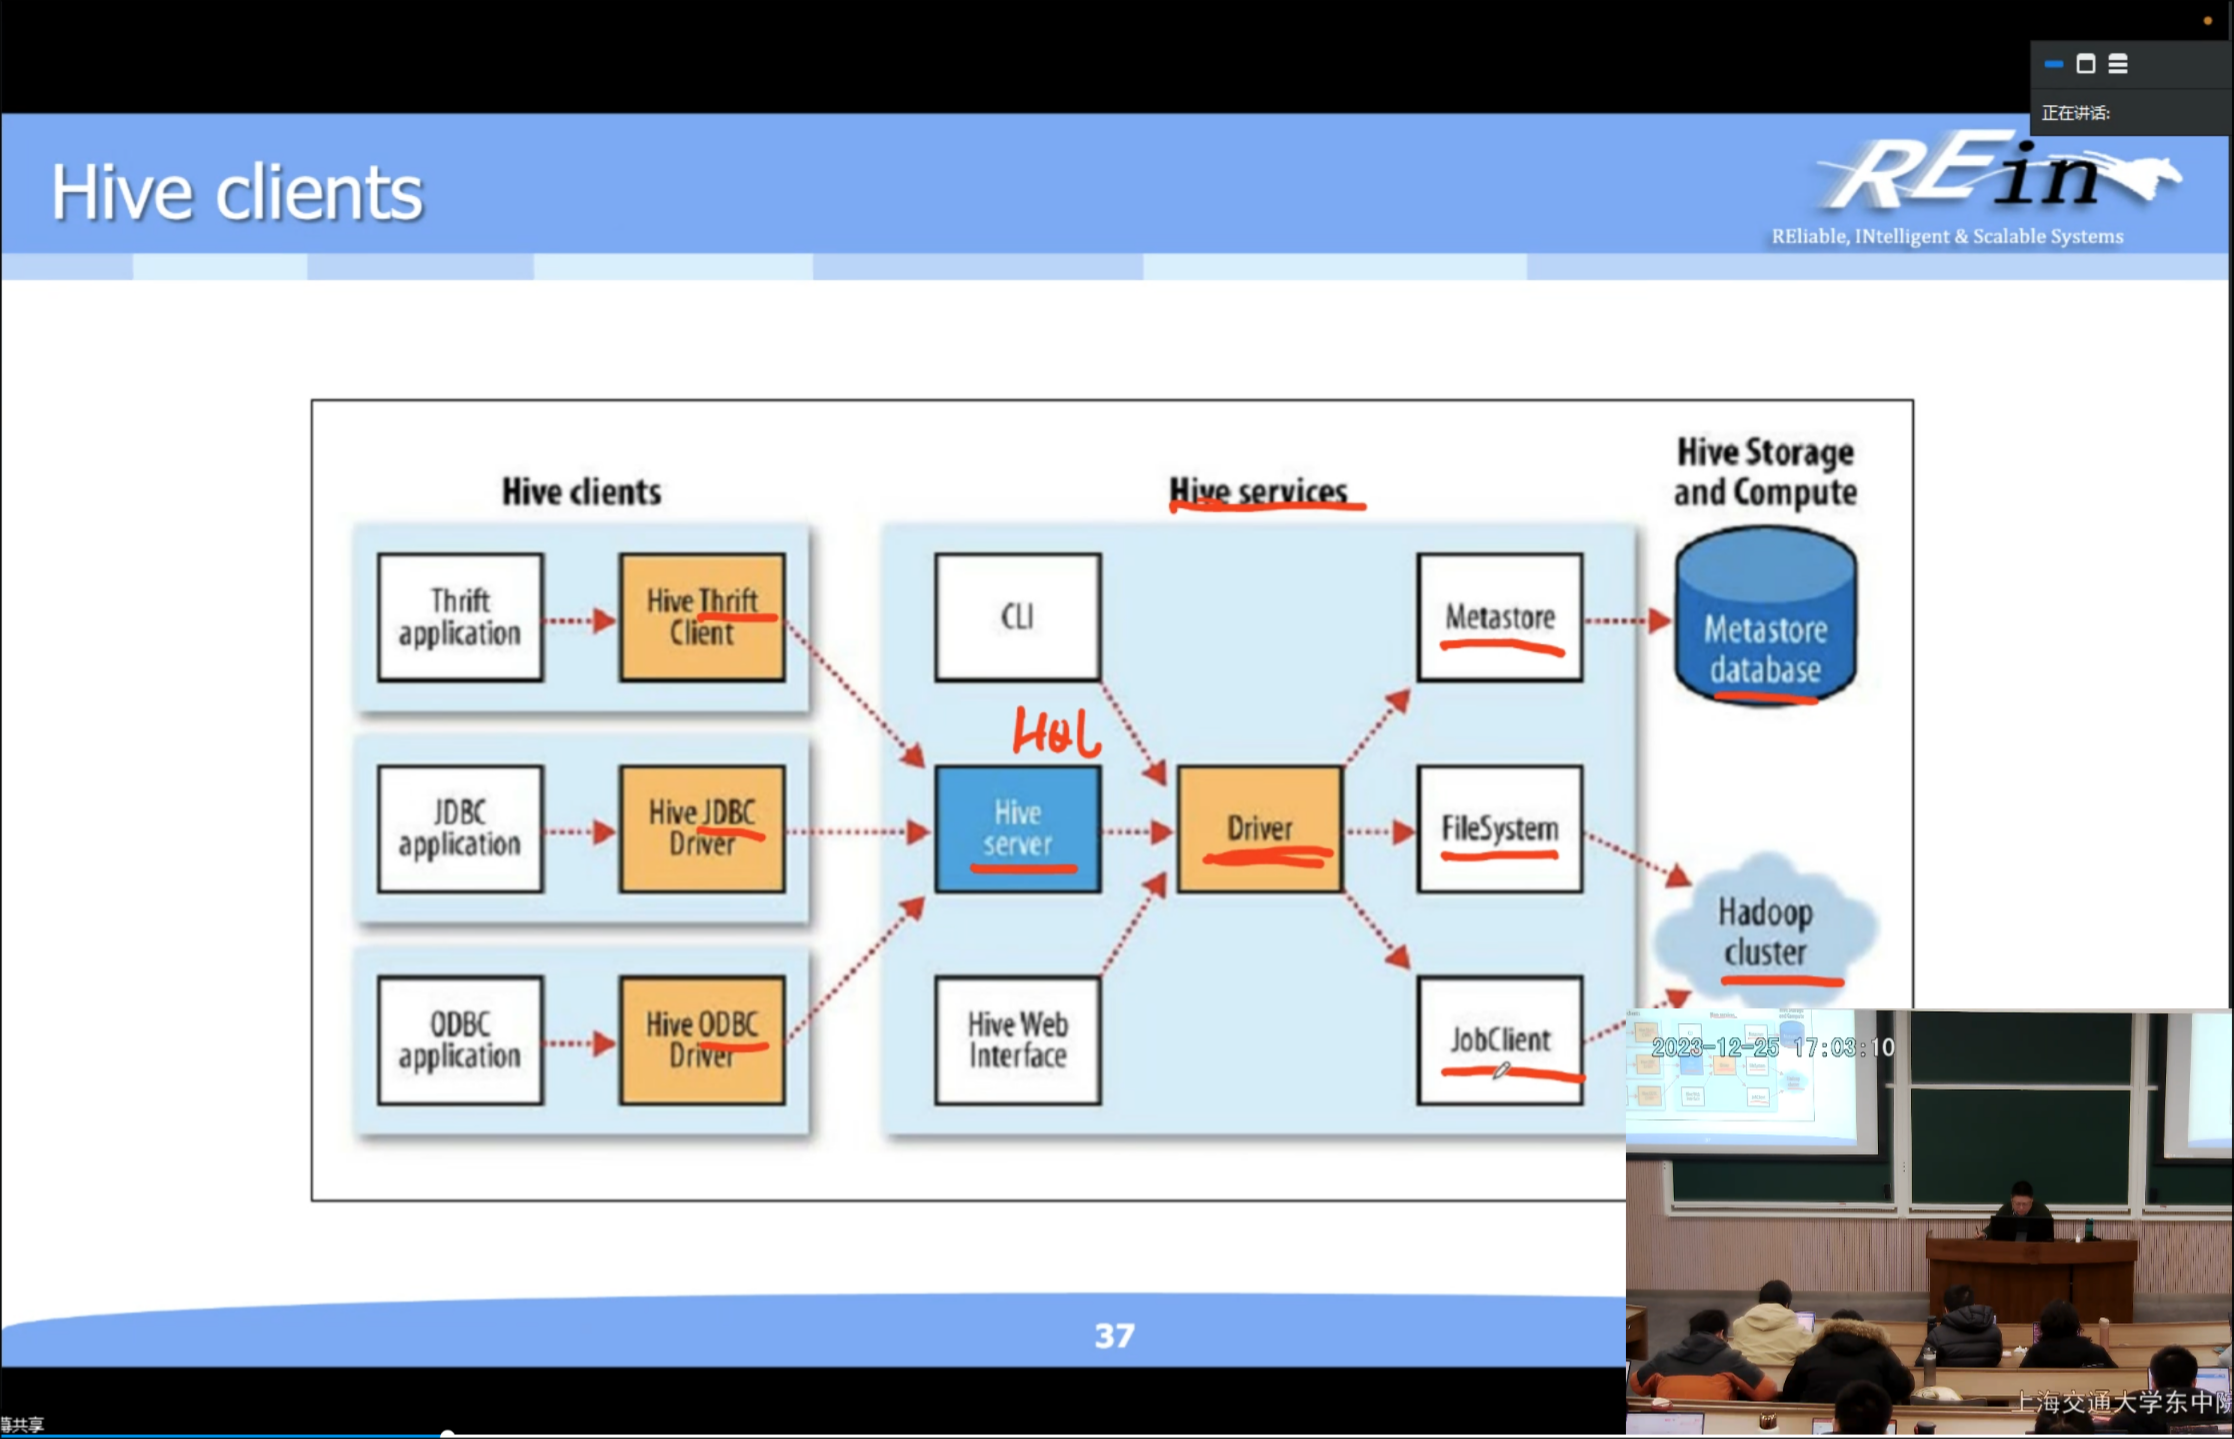 正在讲话:
Hive clients
REin
REliable, INtelligent & Scalable Systems
Hive clients
Hive services
Hive Storage
and Compute
Thrift
application
Hive Thrift
Client
CLI
Metastore
Metastore
database
HQL
JDBC
application
Hive JDBC
Driver
Hive
server
Driver
FileSystem
Hadoop
cluster
ODBC
application
Hive ODBC
Driver
Hive Web
Interface
JobClient
2023-12-25 17:03:10
37
上海交通大学东中院
幕共享